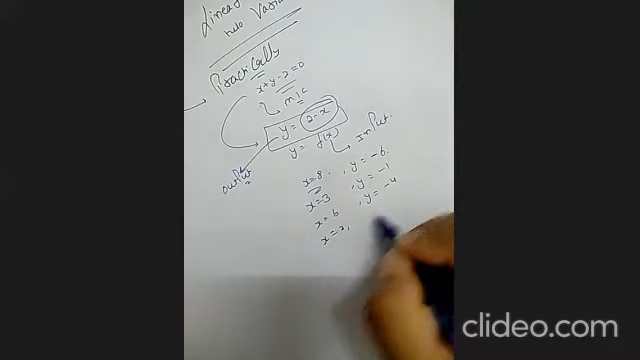 Linear
two Varia
Practically
x+y-2=0
m/c
y = 2-x
y = f(x)
Input
output
x=8, y=-6.
x=3, y=-1
x=6, y=-4
x=2,
clideo.com